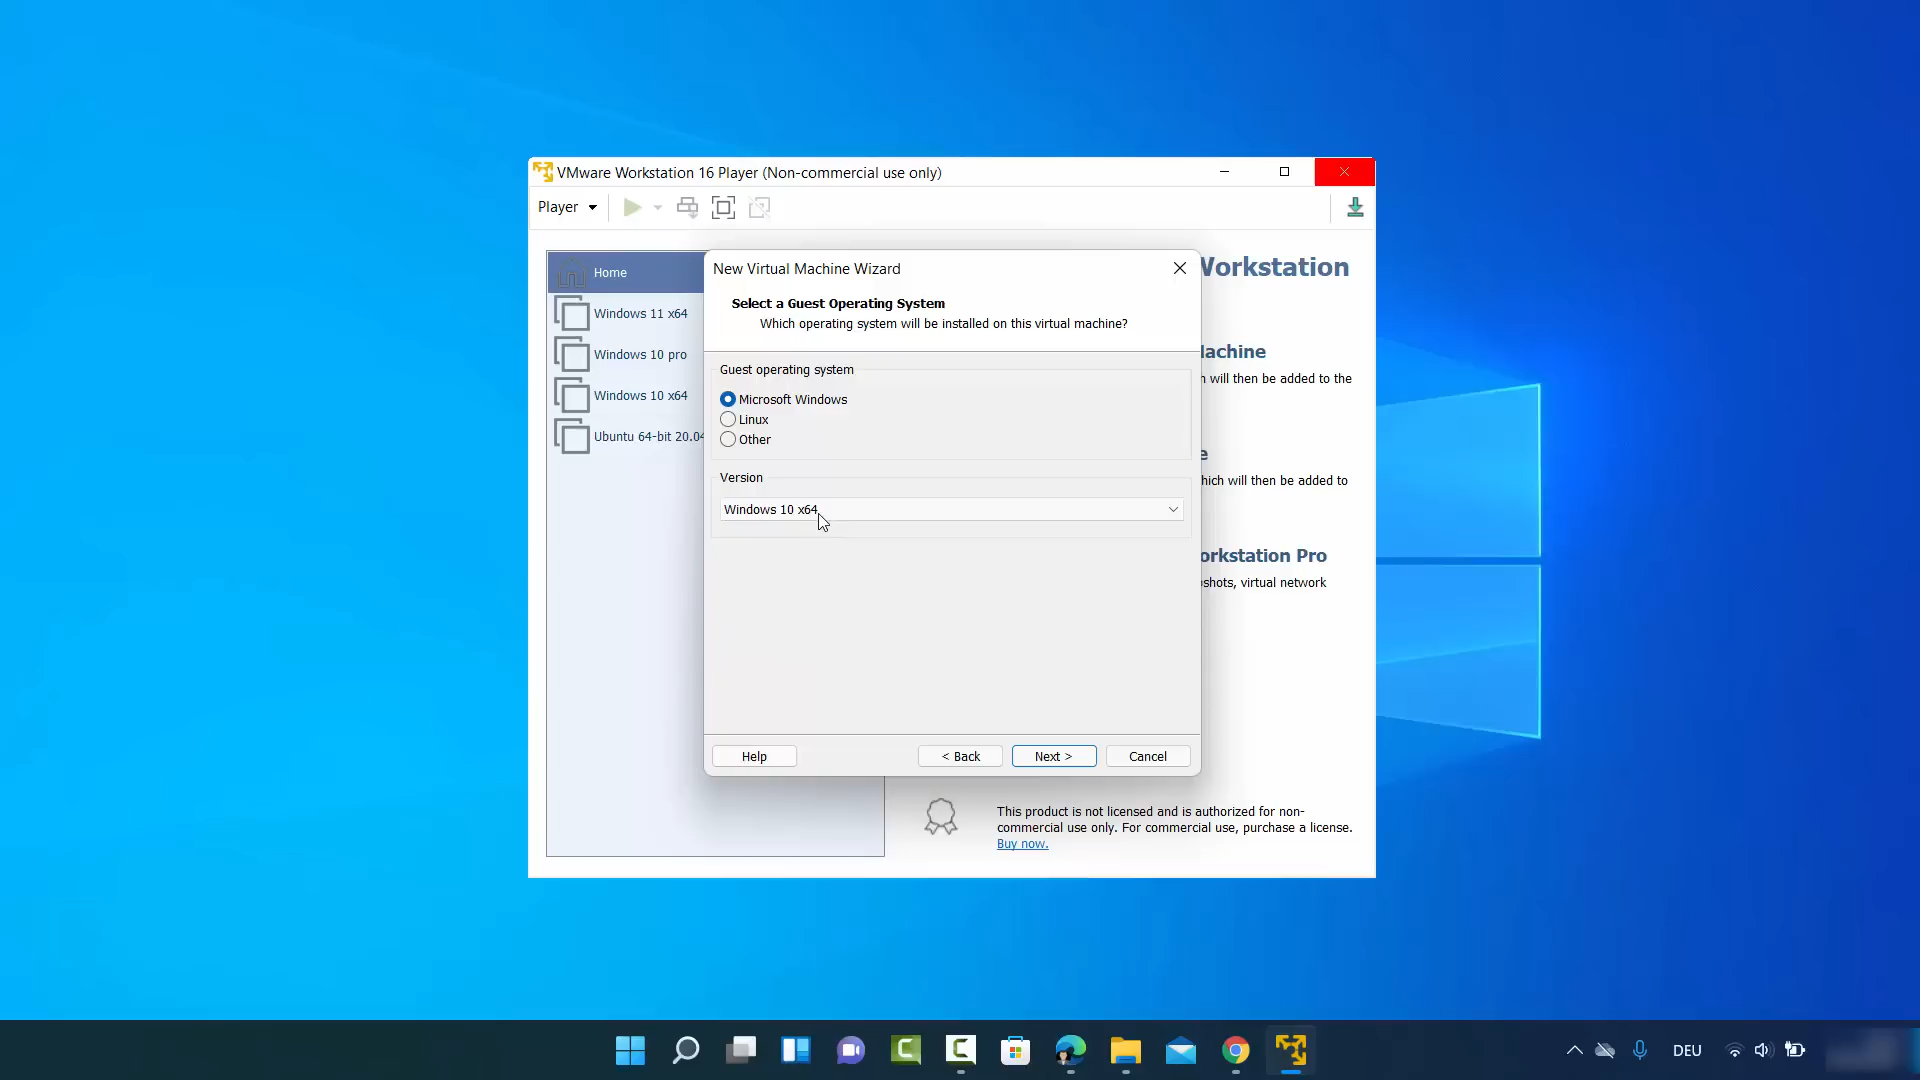 VMware Workstation 16 Player (Non-commercial use only)
Player
Home
Windows 11 x64
Windows 10 pro
Windows 10 x64
Ubuntu 64-bit 20.04
New Virtual Machine Wizard
Select a Guest Operating System
Which operating system will be installed on this virtual machine?
Guest operating system
Microsoft Windows
Linux
Other
Version
Windows 10 x64
Help
< Back
Next >
Cancel
Workstation
Machine
will then be added to the
e
hich will then be added to
orkstation Pro
shots, virtual network
This product is not licensed and is authorized for non-
commercial use only. For commercial use, purchase a license.
Buy now.
DEU